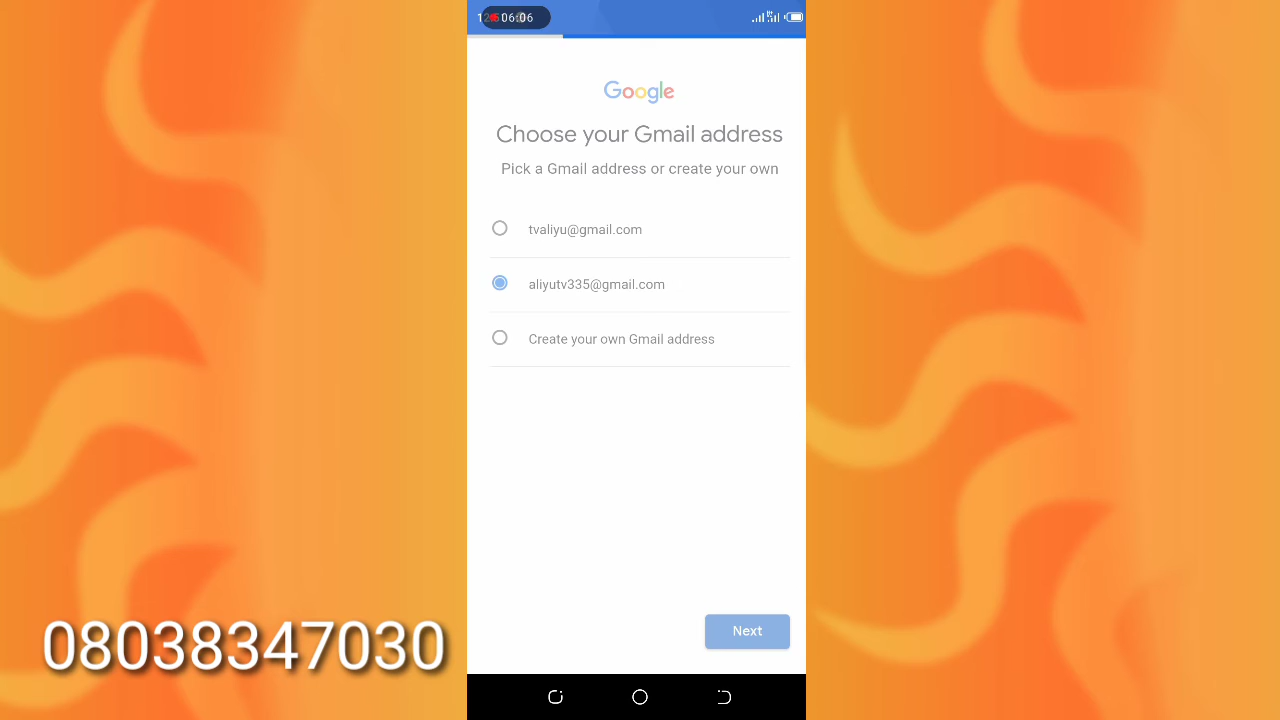 06:06
Google
Choose your Gmail address
Pick a Gmail address or create your own
tvaliyu@gmail.com
aliyutv335@gmail.com
Create your own Gmail address
Next
08038347030